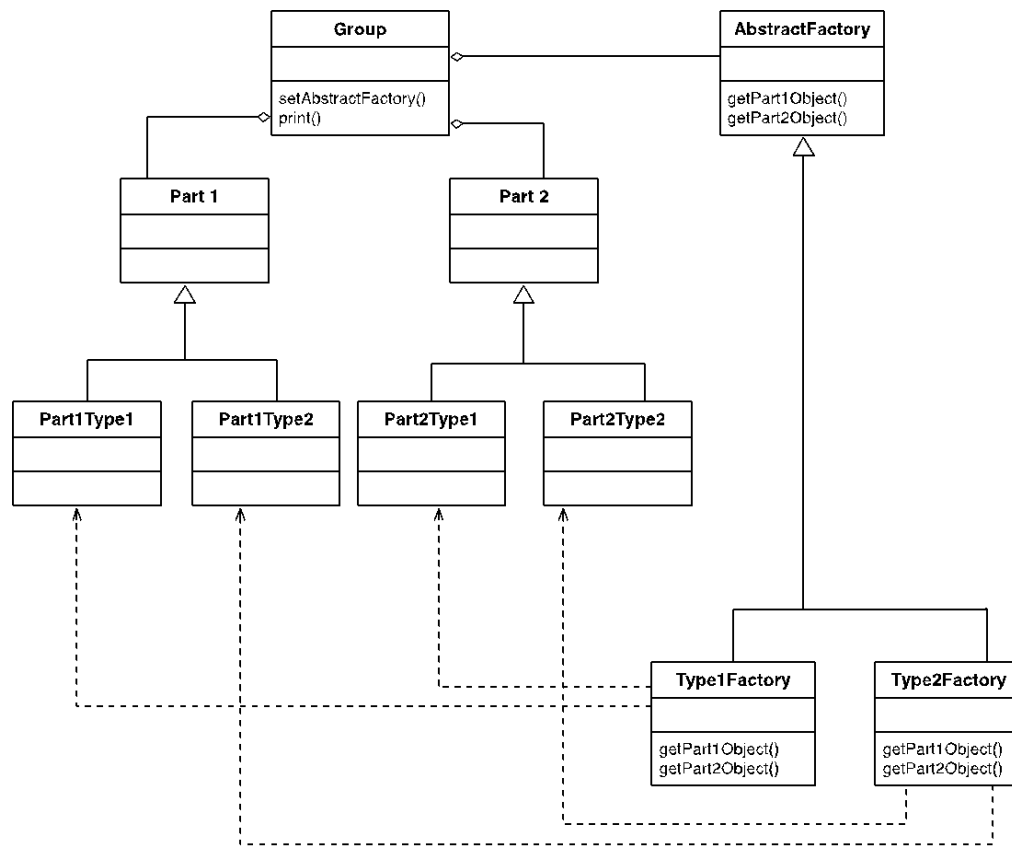 Group
setAbstractFactory()
print()
AbstractFactory
getPart1Object()
getPart2Object()
Part 1
Part 2
Part1Type1
Part1Type2
Part2Type1
Part2Type2
Type1Factory
getPart1Object()
getPart2Object()
Type2Factory
getPart1Object()
getPart2Object()